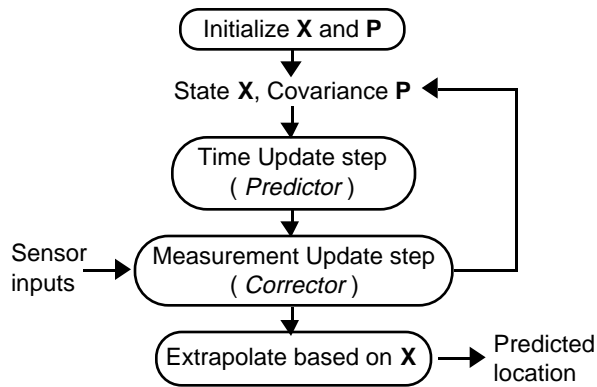 Initialize X and P
State X, Covariance P
Time Update step
( Predictor )
Sensor
inputs
Measurement Update step
( Corrector )
Extrapolate based on X
Predicted
location